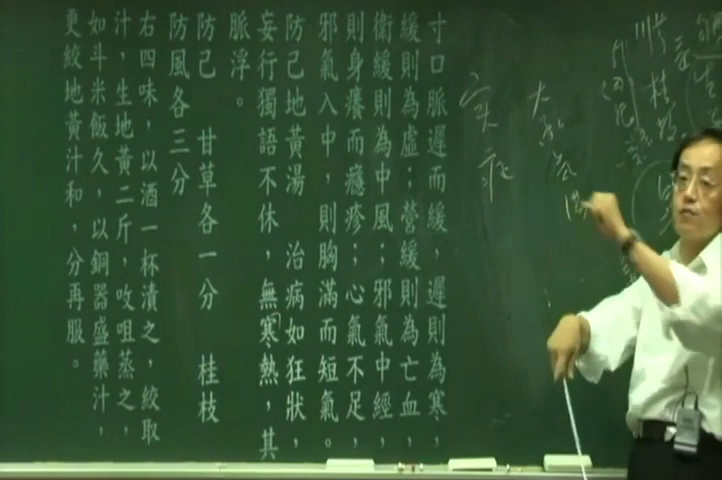 寸口脈遲而緩，遲則為寒，
緩則為虛；營緩則為亡血，
衛緩則為中風；邪氣中經，
則身癢而癮疹；心氣不足，
邪氣入中，則胸滿而短氣。
防己地黃湯　治病如狂狀，
妄行獨語不休，無寒熱，其
脈浮。
防己　甘草各一分　桂枝
防風各三分
右四味，以酒一杯漬之，絞取
汁，生地黃二斤，㕮咀蒸之，
如斗米飯久，以銅器盛藥汁，
更絞地黃汁和，分再服。